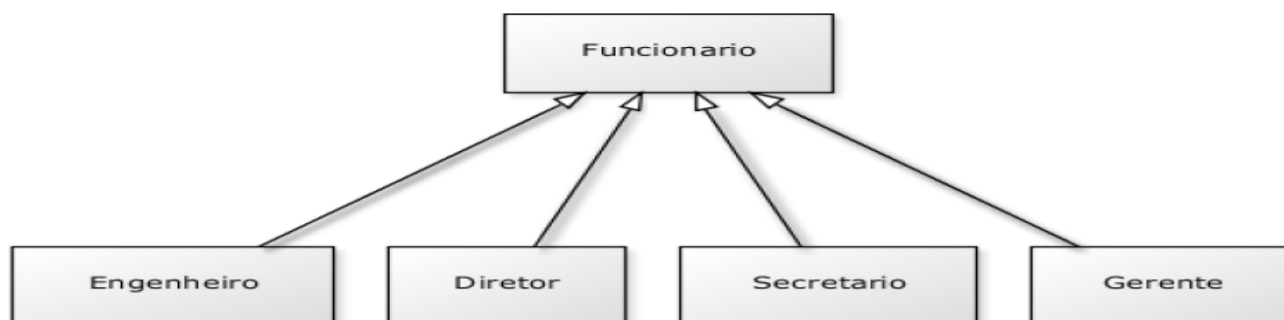 Funcionario
Engenheiro
Diretor
Secretario
Gerente